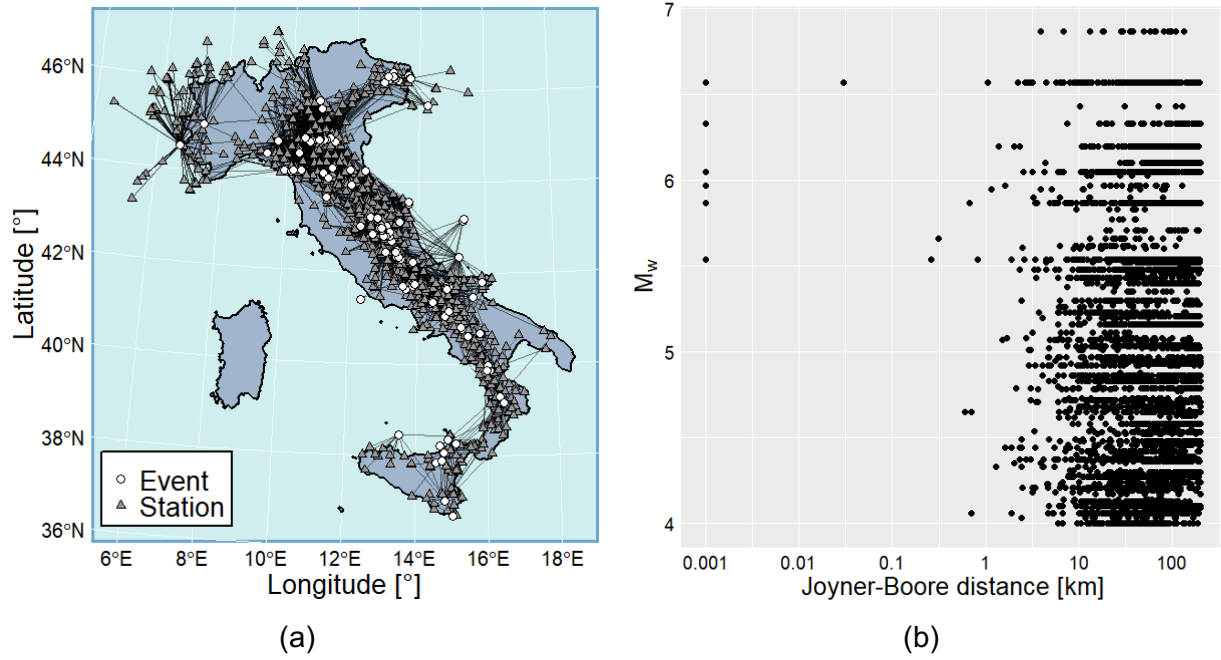 46°N
44°N
42°N
40°N
38°N
36°N
Latitude [°]
Event
Station
6°E 8°E 10°E 12°E 14°E 16°E 18°E
Longitude [°]
(a)
7
6
5
4
M_w
0.001 0.01 0.1 1 10 100
Joyner-Boore distance [km]
(b)